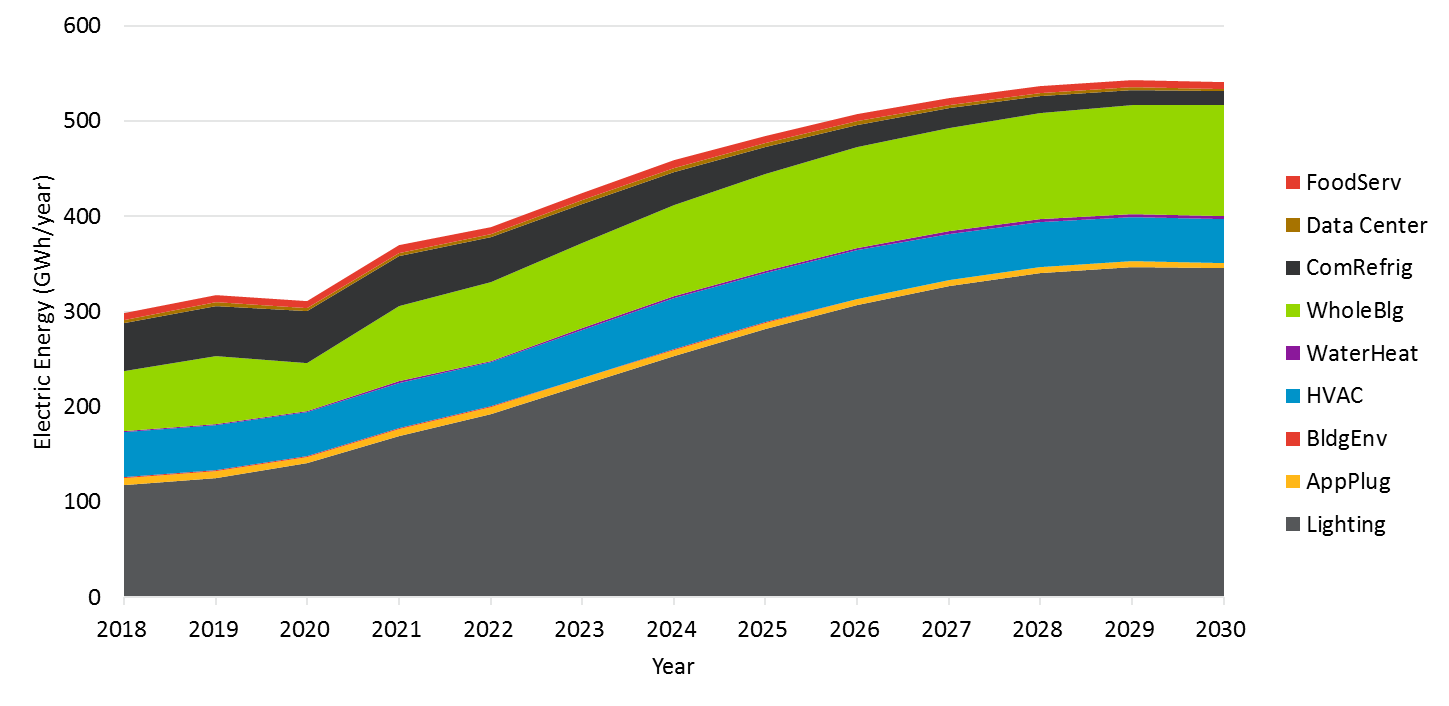 600
500
400
300
200
100
0
Electric Energy (GWh/year)
2018 2019 2020 2021 2022 2023 2024 2025 2026 2027 2028 2029 2030
Year
FoodServ
Data Center
ComRefrig
WholeBlg
WaterHeat
HVAC
BldgEnv
AppPlug
Lighting